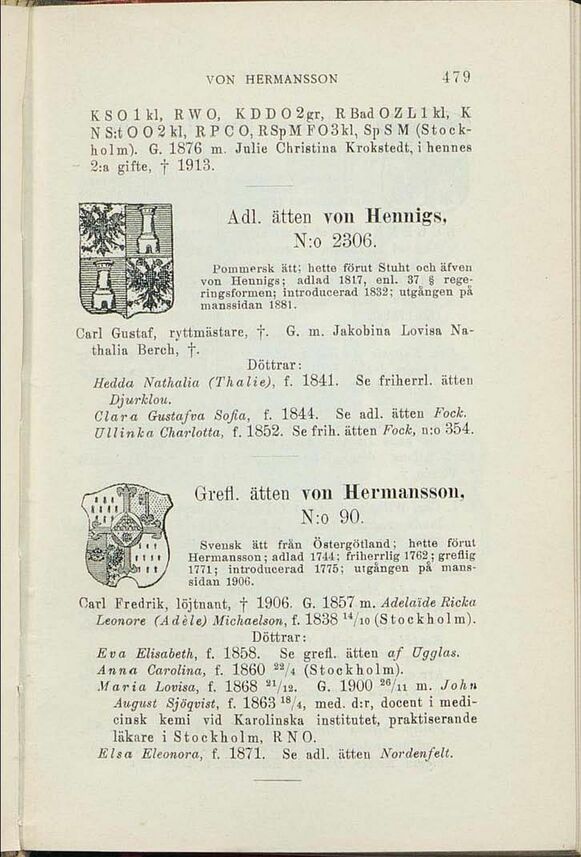 VON HERMANSSON 479
K S O 1 kl, R W O, K D D O 2 gr, R Bad O Z L 1 kl, K
N S:t O O 2 kl, R P C O, R Sp M F O 3 kl, Sp S M (Stock-
holm). G. 1876 m. Julie Christina Krokstedt, i hennes
2:a gifte, † 1913.
Adl. ätten von Hennigs,
N:o 2306.
Pommersk ätt; hette förut Stuht och äfven
von Hennigs; adlad 1817, enl. 37 § rege-
ringsformen; introducerad 1832; utgången på
manssidan 1881.
Carl Gustaf, ryttmästare, †. G. m. Jakobina Lovisa Na-
thalia Berch, †.
Döttrar:
Hedda Nathalia (Thalie), f. 1841. Se friherrl. ätten
Djurklou.
Clara Gustafva Sofia, f. 1844. Se adl. ätten Fock.
Ullinka Charlotta, f. 1852. Se frih. ätten Fock, n:o 354.
Grefl. ätten von Hermansson,
N:o 90.
Svensk ätt från Östergötland; hette förut
Hermansson; adlad 1744; friherrlig 1762; greflig
1771; introducerad 1775; utgången på mans-
sidan 1906.
Carl Fredrik, löjtnant, † 1906. G. 1857 m. Adelaïde Ricka
Leonore (Adèle) Michaelson, f. 1838 14/10 (Stockholm).
Döttrar:
Eva Elisabeth, f. 1858. Se grefl. ätten af Ugglas.
Anna Carolina, f. 1860 22/4 (Stockholm).
Maria Lovisa, f. 1868 21/12. G. 1900 26/11 m. John
August Sjöqvist, f. 1863 18/4, med. d:r, docent i medi-
cinsk kemi vid Karolinska institutet, praktiserande
läkare i Stockholm, R N O.
Elsa Eleonora, f. 1871. Se adl. ätten Nordenfelt.